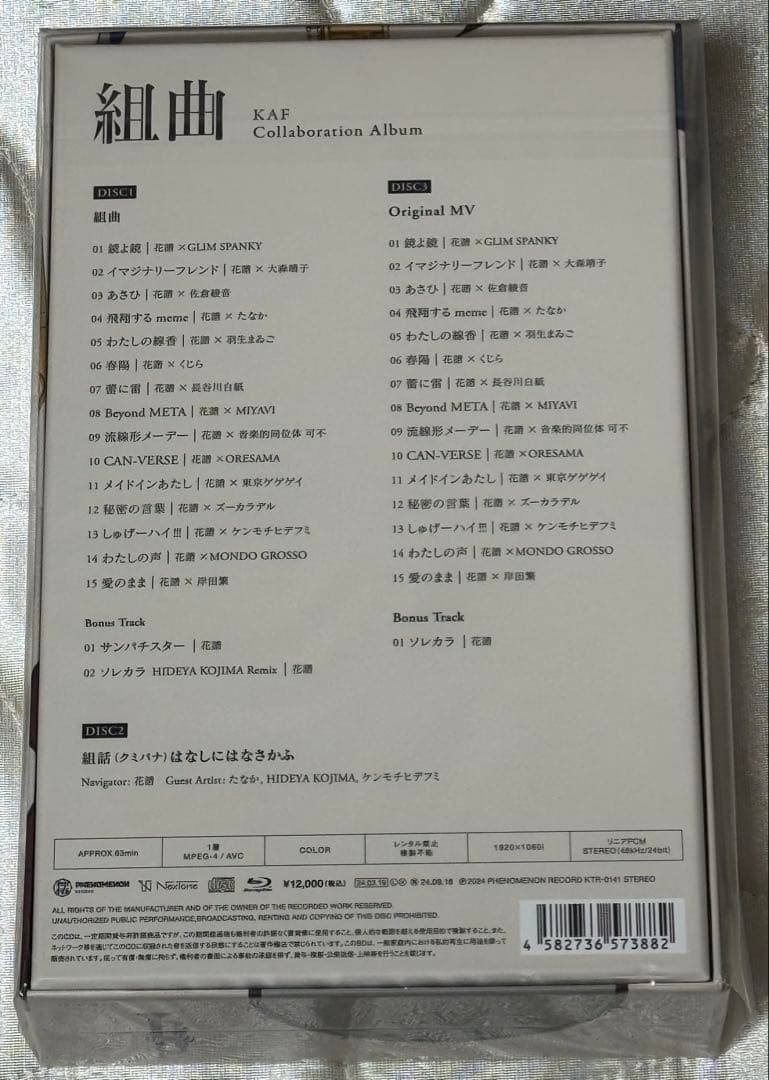 組曲
KAF
Collaboration Album
DISC1
組曲
01 鏡よ鏡 | 花譜 ×GLIM SPANKY
02 イマジナリーフレンド | 花譜 × 大森靖子
03 あさひ | 花譜 × 佐倉綾音
04 飛翔する meme | 花譜 × たなか
05 わたしの線香 | 花譜 × 羽生まゐご
06 春陽 | 花譜 × くじら
07 蕾に雷 | 花譜 × 長谷川白紙
08 Beyond META | 花譜 × MIYAVI
09 流線形メーデー | 花譜 × 音楽的同位体 可不
10 CAN-VERSE | 花譜 ×ORESAMA
11 メイドインあたし | 花譜 × 東京ゲゲゲイ
12 秘密の言葉 | 花譜 × ズーカラデル
13 しゅげーハイ!!! | 花譜 × ケンモチヒデフミ
14 わたしの声 | 花譜 ×MONDO GROSSO
15 愛のまま | 花譜 × 岸田繁
Bonus Track
01 サンパチスター | 花譜
02 ソレカラ HIDEYA KOJIMA Remix | 花譜
DISC3
Original MV
01 鏡よ鏡 | 花譜 ×GLIM SPANKY
02 イマジナリーフレンド | 花譜 × 大森靖子
03 あさひ | 花譜 × 佐倉綾音
04 飛翔する meme | 花譜 × たなか
05 わたしの線香 | 花譜 × 羽生まゐご
06 春陽 | 花譜 × くじら
07 蕾に雷 | 花譜 × 長谷川白紙
08 Beyond META | 花譜 × MIYAVI
09 流線形メーデー | 花譜 × 音楽的同位体 可不
10 CAN-VERSE | 花譜 ×ORESAMA
11 メイドインあたし | 花譜 × 東京ゲゲゲイ
12 秘密の言葉 | 花譜 × ズーカラデル
13 しゅげーハイ!!! | 花譜 × ケンモチヒデフミ
14 わたしの声 | 花譜 ×MONDO GROSSO
15 愛のまま | 花譜 × 岸田繁
Bonus Track
01 ソレカラ | 花譜
DISC2
組話 (クミバナ) はなしにはなさかふ
Navigator: 花譜 Guest Artist: たなか, HIDEYA KOJIMA, ケンモチヒデフミ
APPROX.63min
1層
MPEG-4 / AVC
COLOR
レンタル禁止
複製不能
1920×1080i
リニアPCM
STEREO (48kHz/24bit)
PHENOMENON RECORD NexTone Blu-ray Disc ¥12,000(税込) 24.03.19 24.09.18 ℗2024 PHENOMENON RECORD KTR-0141 STEREO
ALL RIGHTS OF THE MANUFACTURER AND OF THE OWNER OF THE RECORDED WORK RESERVED.
UNAUTHORIZED PUBLIC PERFORMANCE,BROADCASTING, RENTING AND COPYING OF THIS DISC PROHIBITED.
4 582736 573882